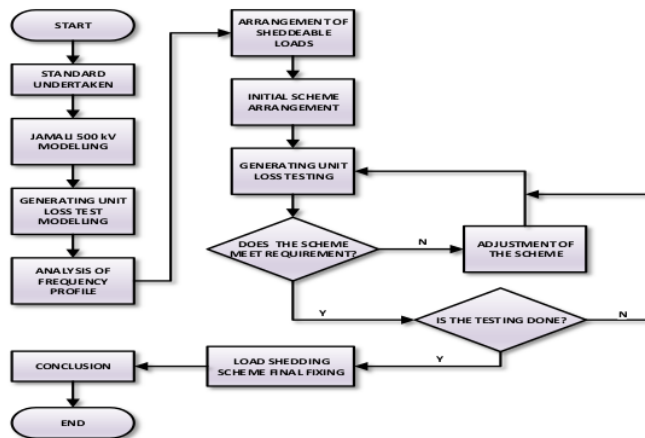 START
STANDARD
UNDERTAKEN
JAMALI 500 kV
MODELLING
GENERATING UNIT
LOSS TEST
MODELLING
ANALYSIS OF
FREQUENCY
PROFILE
ARRANGEMENT OF
SHEDDEABLE
LOADS
INITIAL SCHEME
ARRANGEMENT
GENERATING UNIT
LOSS TESTING
DOES THE SCHEME
MEET REQUIREMENT?
N
ADJUSTMENT OF
THE SCHEME
Y
IS THE TESTING DONE?
N
Y
LOAD SHEDDING
SCHEME FINAL FIXING
CONCLUSION
END